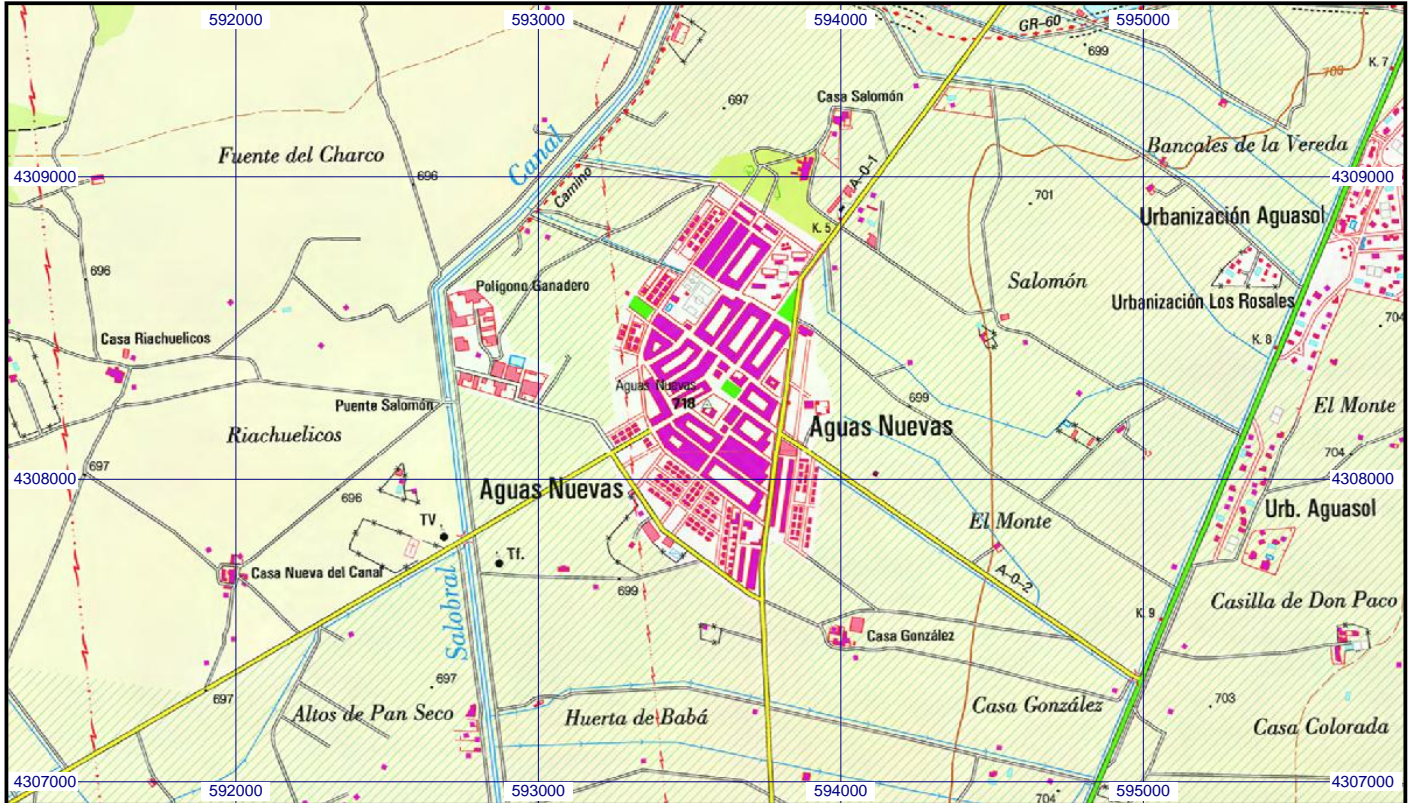 592000
593000
594000
595000
GR-60
699
K. 7
700
697
Casa Salomón
Canal
Fuente del Charco
Bancales de la Vereda
4309000
4309000
696
Camino
A-0-1
701
Urbanización Aguasol
K. 5
696
Salomón
Polígono Ganadero
Urbanización Los Rosales
704
Casa Riachuelicos
K. 8
Aguas Nuevas
699
718
Puente Salomón
El Monte
Aguas Nuevas
Riachuelicos
704
697
4308000
4308000
Aguas Nuevas
696
Urb. Aguasol
TV
El Monte
Tf.
Casa Nueva del Canal
A-0-2
699
Salobral
Casilla de Don Paco
K. 9
Casa González
697
697
703
Altos de Pan Seco
Huerta de Babá
Casa González
Casa Colorada
4307000
4307000
704
592000
593000
594000
595000